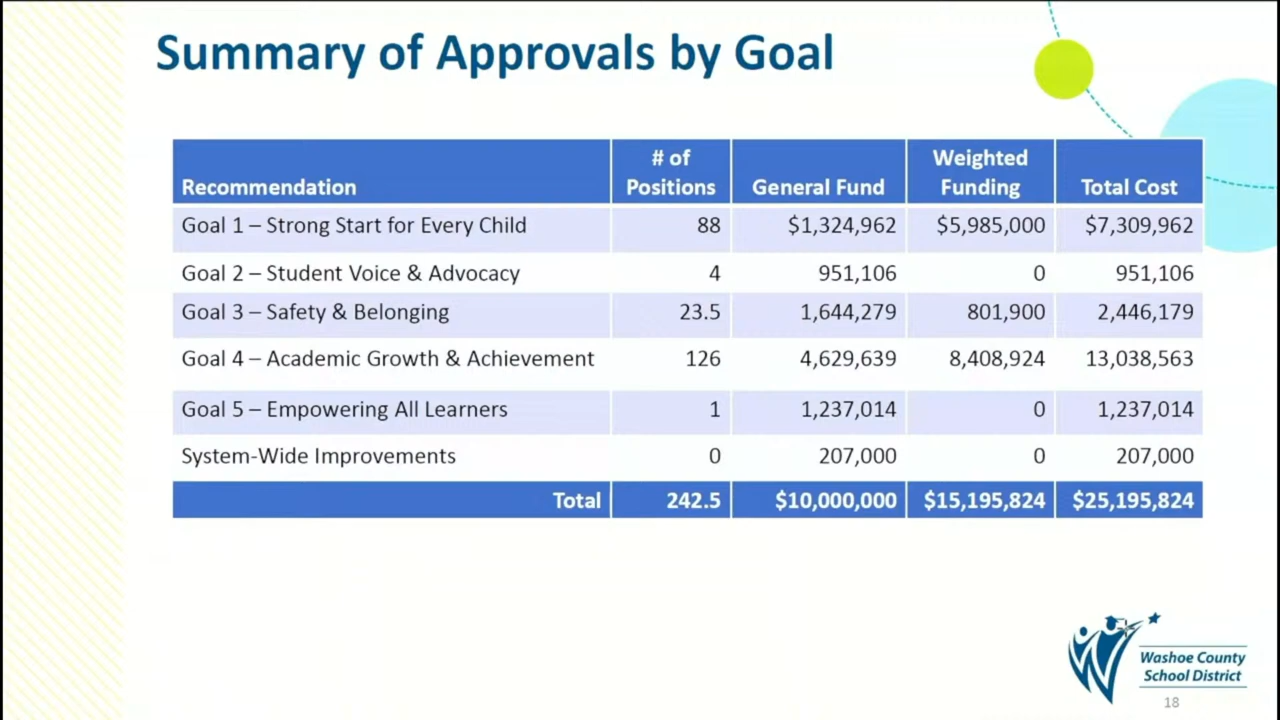 Summary of Approvals by Goal
Recommendation # of Positions General Fund Weighted Funding Total Cost
Goal 1 – Strong Start for Every Child 88 $1,324,962 $5,985,000 $7,309,962
Goal 2 – Student Voice & Advocacy 4 951,106 0 951,106
Goal 3 – Safety & Belonging 23.5 1,644,279 801,900 2,446,179
Goal 4 – Academic Growth & Achievement 126 4,629,639 8,408,924 13,038,563
Goal 5 – Empowering All Learners 1 1,237,014 0 1,237,014
System-Wide Improvements 0 207,000 0 207,000
Total 242.5 $10,000,000 $15,195,824 $25,195,824
Washoe County
School District
18